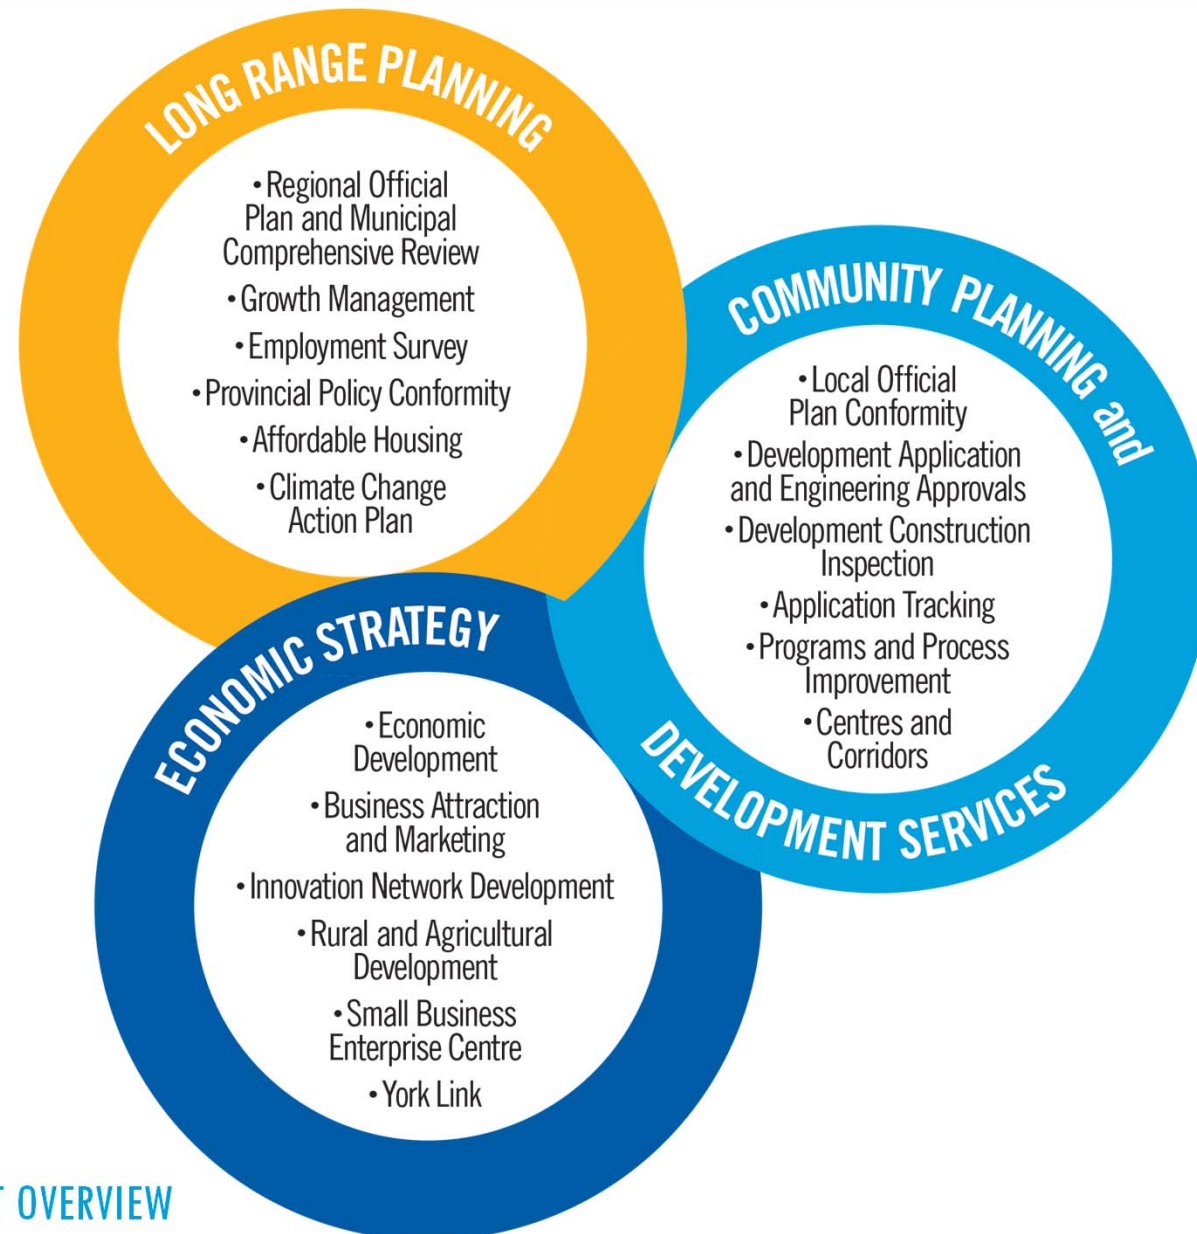 LONG RANGE PLANNING
• Regional Official
Plan and Municipal
Comprehensive Review
• Growth Management
• Employment Survey
• Provincial Policy Conformity
• Affordable Housing
• Climate Change
Action Plan
COMMUNITY PLANNING and
• Local Official
Plan Conformity
• Development Application
and Engineering Approvals
• Development Construction
Inspection
• Application Tracking
• Programs and Process
Improvement
• Centres and
Corridors
DEVELOPMENT SERVICES
ECONOMIC STRATEGY
• Economic
Development
• Business Attraction
and Marketing
• Innovation Network Development
• Rural and Agricultural
Development
• Small Business
Enterprise Centre
• York Link
OVERVIEW